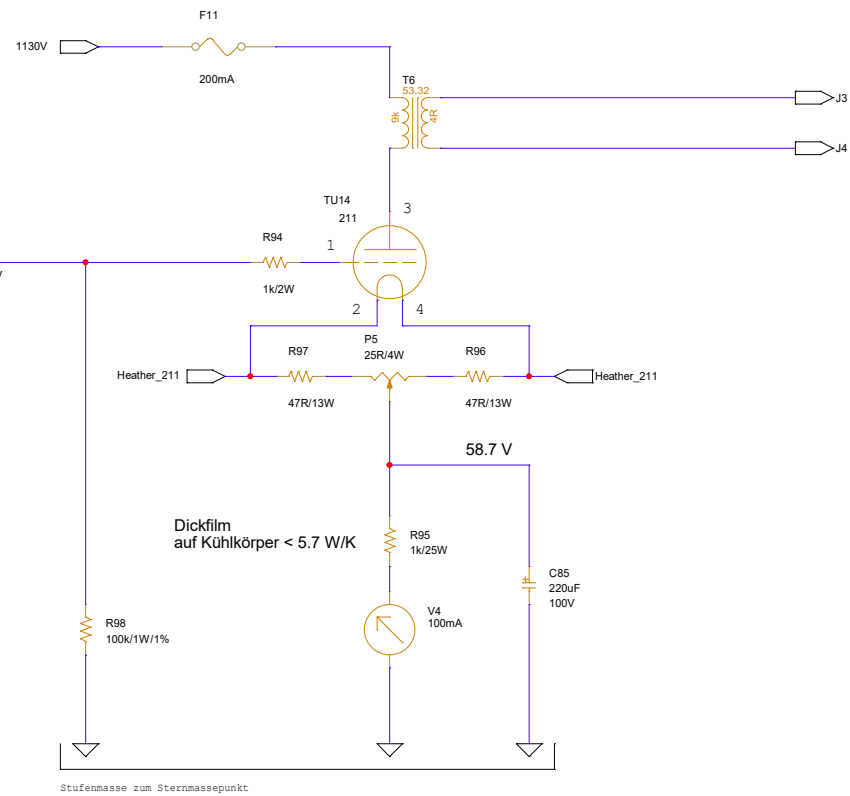 F11
1130V
200mA
T6
53.32
9k
4R
J3
J4
TU14
211
3
R94
1
1k/2W
2
4
P5
25R/4W
R97
R96
Heather_211
Heather_211
47R/13W
47R/13W
58.7 V
Dickfilm
auf Kühlkörper < 5.7 W/K
R95
1k/25W
C85
220uF
100V
V4
100mA
R98
100k/1W/1%
Stufenmasse zum Sternmassepunkt